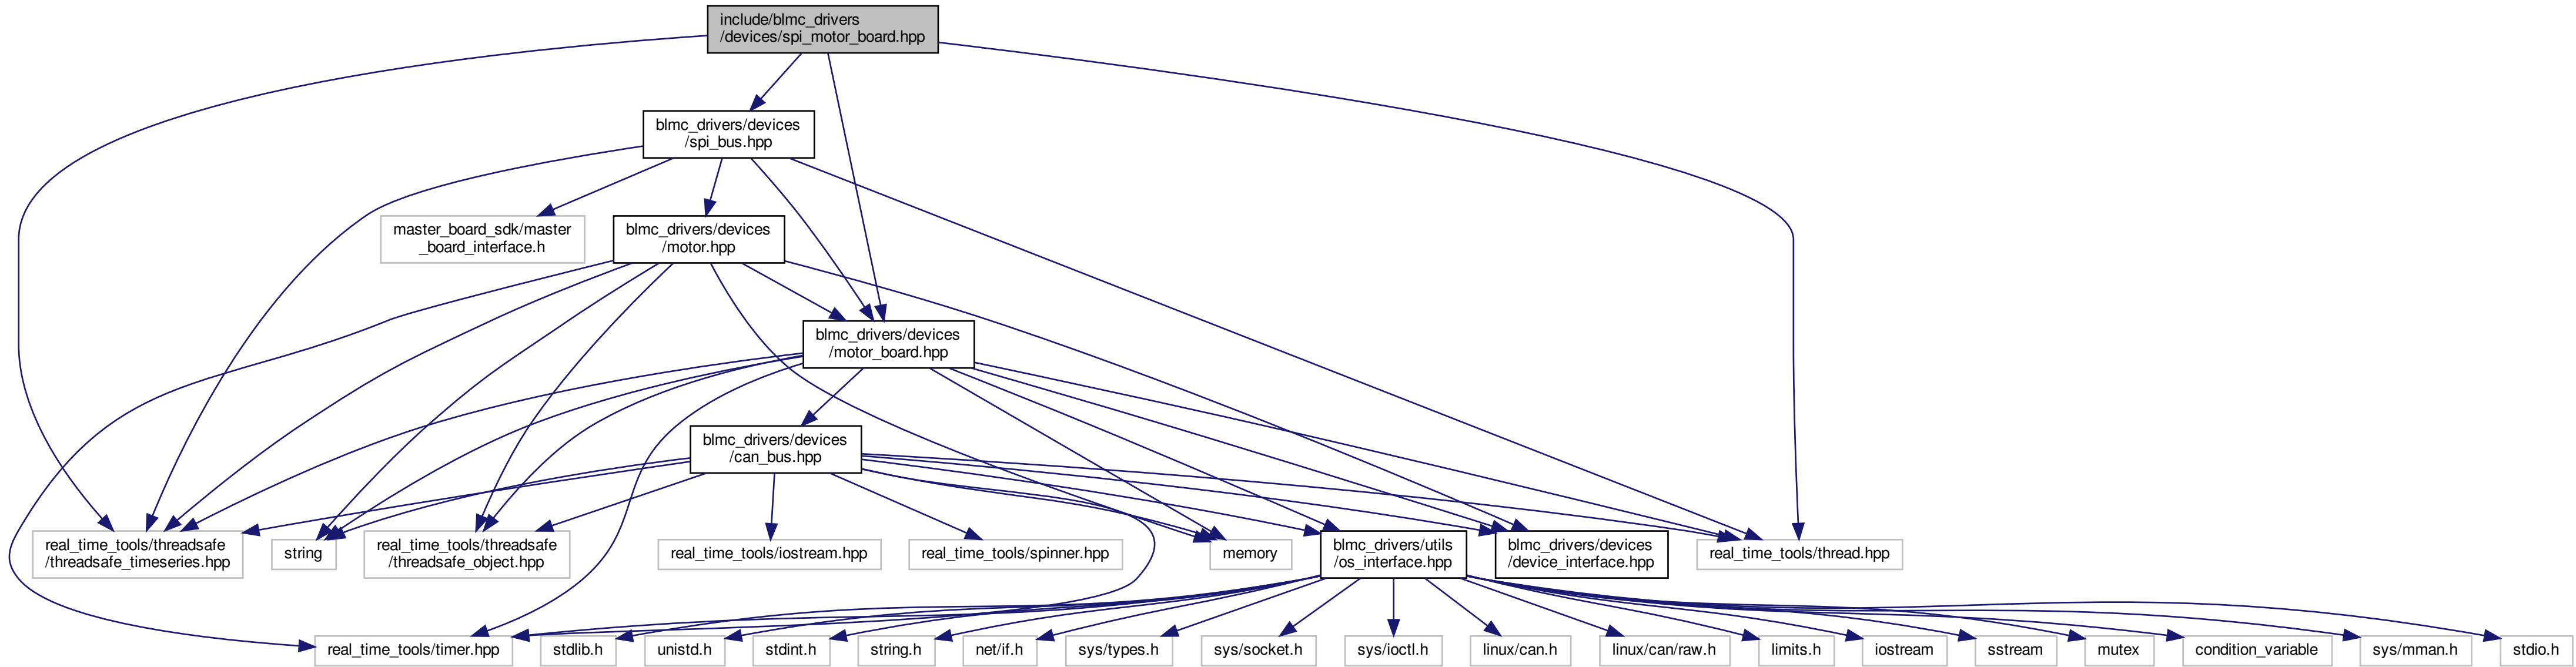 include/blmc_drivers
/devices/spi_motor_board.hpp
blmc_drivers/devices
/spi_bus.hpp
master_board_sdk/master
_board_interface.h
blmc_drivers/devices
/motor.hpp
blmc_drivers/devices
/motor_board.hpp
blmc_drivers/devices
/can_bus.hpp
real_time_tools/threadsafe
/threadsafe_timeseries.hpp
string
real_time_tools/threadsafe
/threadsafe_object.hpp
real_time_tools/iostream.hpp
real_time_tools/spinner.hpp
memory
blmc_drivers/utils
/os_interface.hpp
blmc_drivers/devices
/device_interface.hpp
real_time_tools/thread.hpp
real_time_tools/timer.hpp
stdlib.h
unistd.h
stdint.h
string.h
net/if.h
sys/types.h
sys/socket.h
sys/ioctl.h
linux/can.h
linux/can/raw.h
limits.h
iostream
sstream
mutex
condition_variable
sys/mman.h
stdio.h